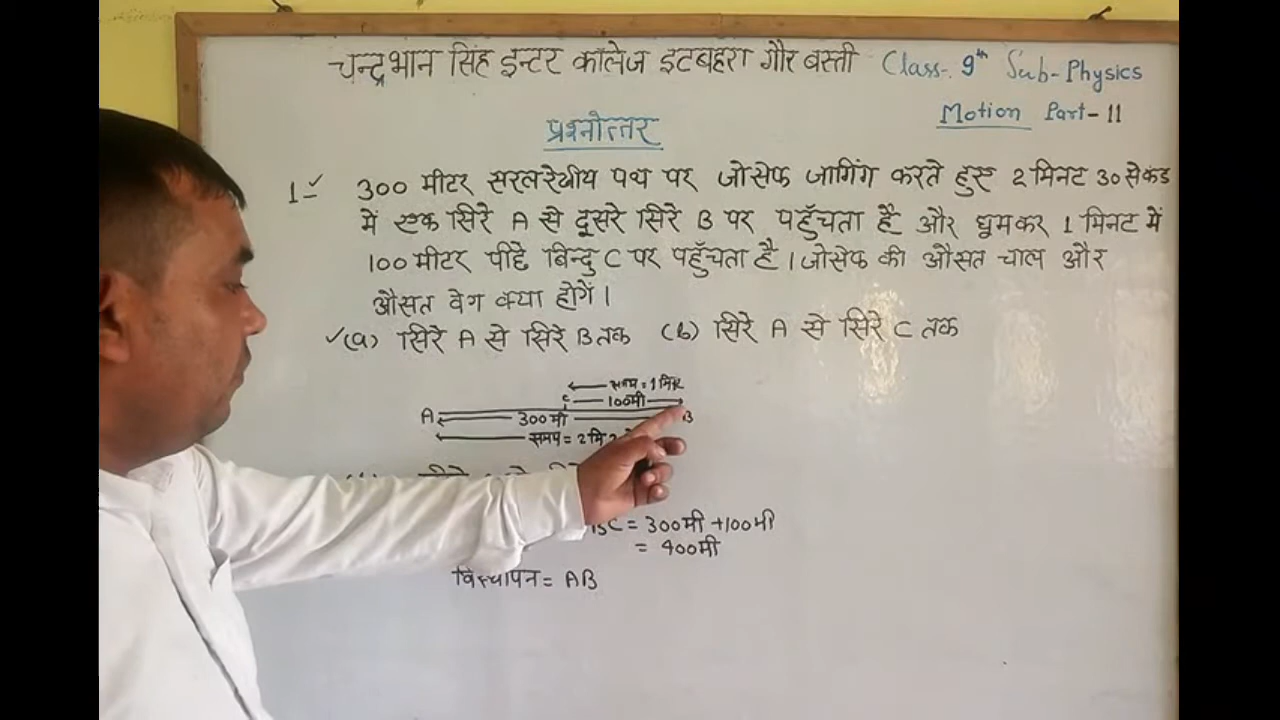 चन्द्रभान सिंह इन्टर कॉलेज इटबहरा गौर बस्ती Class-9th Sub-Physics
Motion Part-11
प्रश्नोत्तर
1- 300 मीटर सरलरेखीय पथ पर जोसेफ जागिंग करते हुए 2 मिनट 30 सेकंड
में एक सिरे A से दूसरे सिरे B पर पहुँचता है और घूमकर 1 मिनट में
100 मीटर पीछे बिन्दु C पर पहुँचता है। जोसेफ की औसत चाल और
औसत वेग क्या होगें।
(a) सिरे A से सिरे B तक (b) सिरे A से सिरे C तक
समय = 1 मि
C 100मी
A 300मी B
समय = 2 मि
BC = 300मी + 100मी
= 400मी
विस्थापन = AB